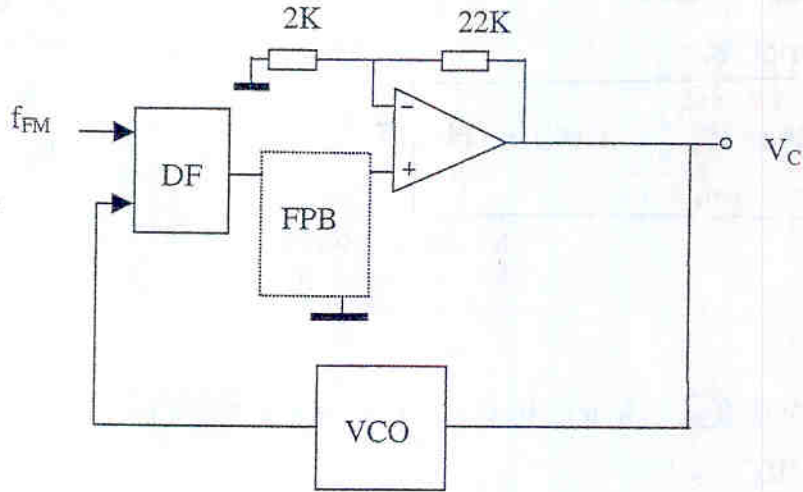 2K 22K
f_FM
DF
FPB
-
+
V_C
VCO